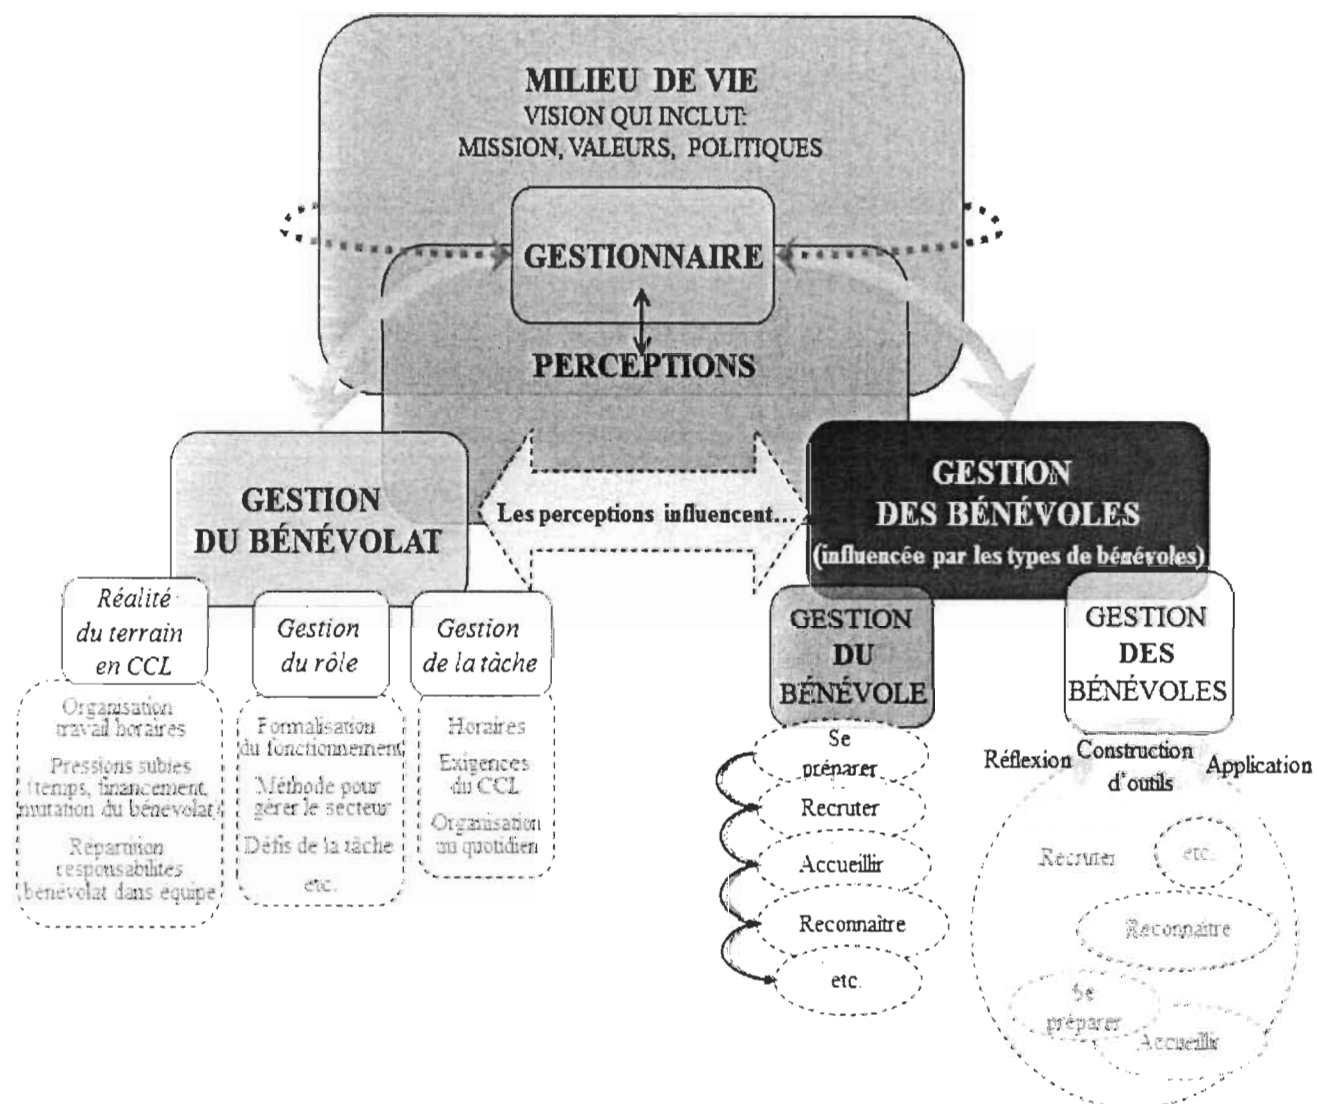 MILIEU DE VIE
VISION QUI INCLUT:
MISSION, VALEURS, POLITIQUES
GESTIONNAIRE
PERCEPTIONS
GESTION
DU BÉNÉVOLAT
Les perceptions influencent...
GESTION
DES BÉNÉVOLES
(influencée par les types de bénévoles)
Réalité
du terrain
en CCL
Gestion
du rôle
Gestion
de la tâche
Organisation
travail horaires
Pressions subies
(temps, financement,
mutation du bénévolat)
Répartition
responsabilités
bénévolat dans équipe
Formalisation
du fonctionnement
Méthode pour
gérer le secteur
Défis de la tâche
etc.
Horaires
Exigences
du CCL
Organisation
au quotidien
GESTION
DU
BÉNÉVOLE
Se
préparer
Recruter
Accueillir
Reconnaître
etc.
GESTION
DES
BÉNÉVOLES
Réflexion
Construction
d'outils
Application
Recruter
etc.
Reconnaître
Se
préparer
Accueillir